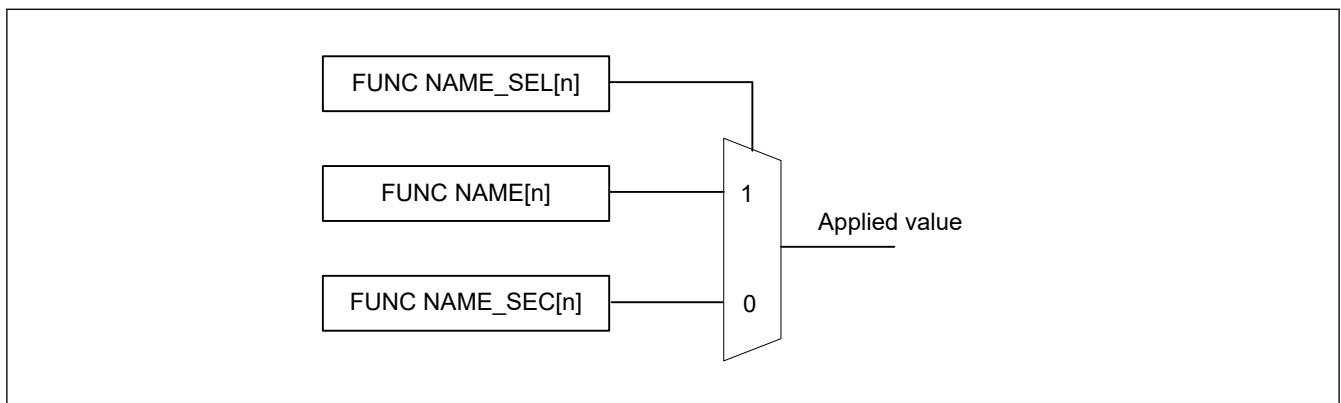 FUNC NAME_SEL[n]
FUNC NAME[n]
1
Applied value
FUNC NAME_SEC[n]
0